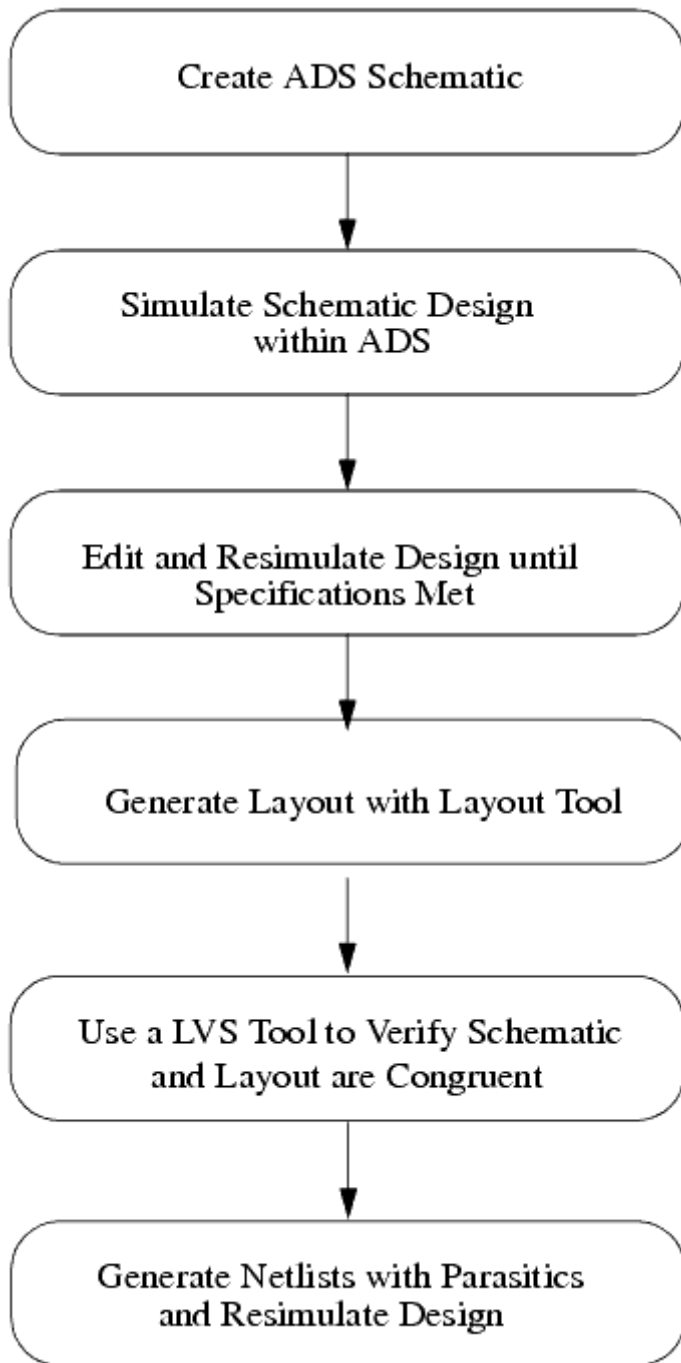 Create ADS Schematic
Simulate Schematic Design
within ADS
Edit and Resimulate Design until
Specifications Met
Generate Layout with Layout Tool
Use a LVS Tool to Verify Schematic
and Layout are Congruent
Generate Netlists with Parasitics
and Resimulate Design